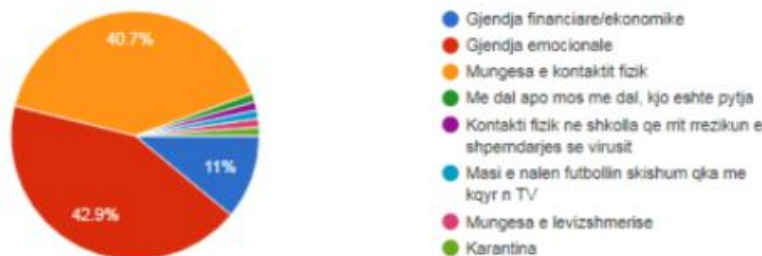 40.7%
11%
42.9%
Gjendja financiare/ekonomike
Gjendja emocionale
Mungesa e kontaktit fizik
Me dal apo mos me dal, kjo eshte pytja
Kontakti fizik ne shkolla qe rrit rrezikun e
shperndarjes se virusit
Masi e nalen futbollin skishum qka me
kqyr n TV
Mungesa e levizshmerise
Karantina